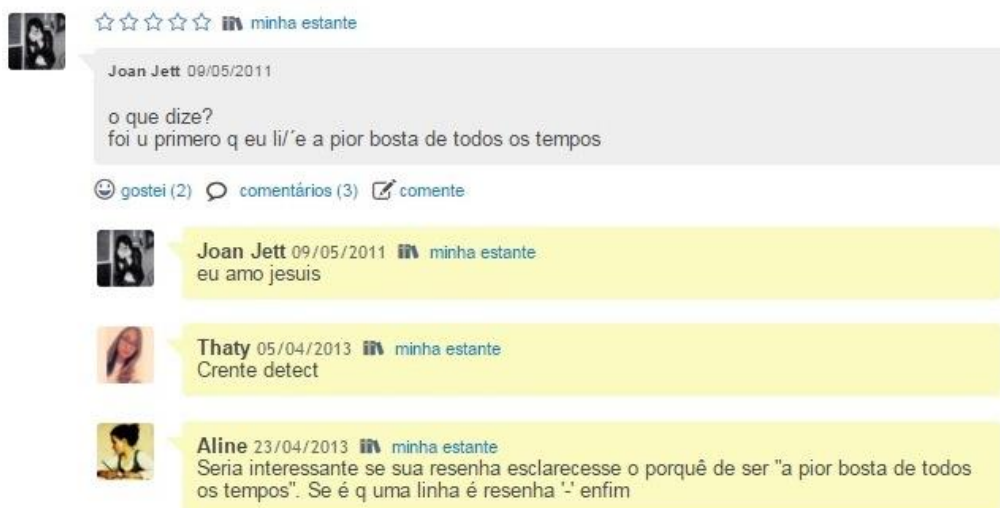 minha estante
Joan Jett 09/05/2011
o que dize?
foi u primero q eu li/´e a pior bosta de todos os tempos
gostei (2) comentários (3) comente
Joan Jett 09/05/2011 minha estante
eu amo jesuis
Thaty 05/04/2013 minha estante
Crente detect
Aline 23/04/2013 minha estante
Seria interessante se sua resenha esclarecesse o porquê de ser "a pior bosta de todos
os tempos". Se é q uma linha é resenha '-' enfim